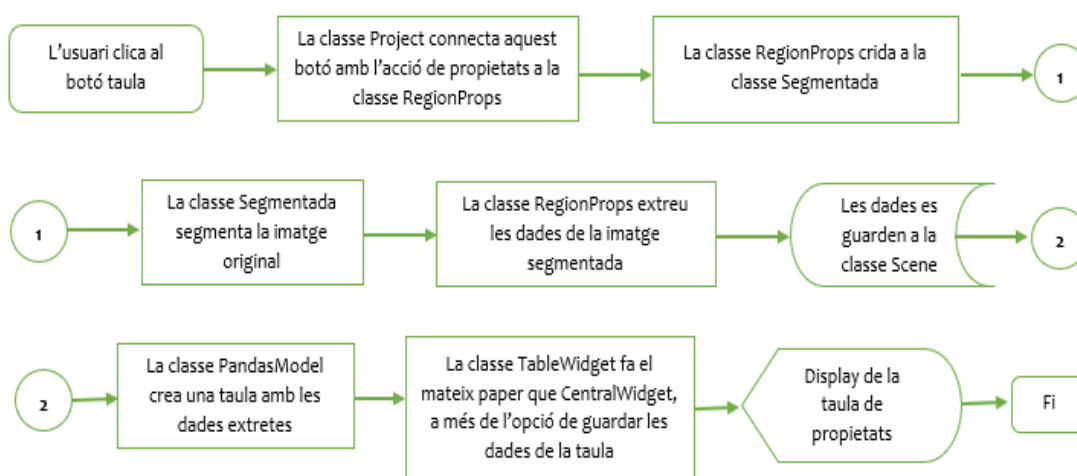 L'usuari clica al
botó taula
La classe Project connecta aquest
botó amb l'acció de propietats a la
classe RegionProps
La classe RegionProps crida a la
classe Segmentada
1
1
La classe Segmentada
segmenta la imatge
original
La classe RegionProps extreu
les dades de la imatge
segmentada
Les dades es
guarden a la
classe Scene
2
2
La classe PandasModel
crea una taula amb les
dades extretes
La classe TableWidget fa el
mateix paper que CentralWidget,
a més de l'opció de guardar les
dades de la taula
Display de la
taula de
propietats
Fi